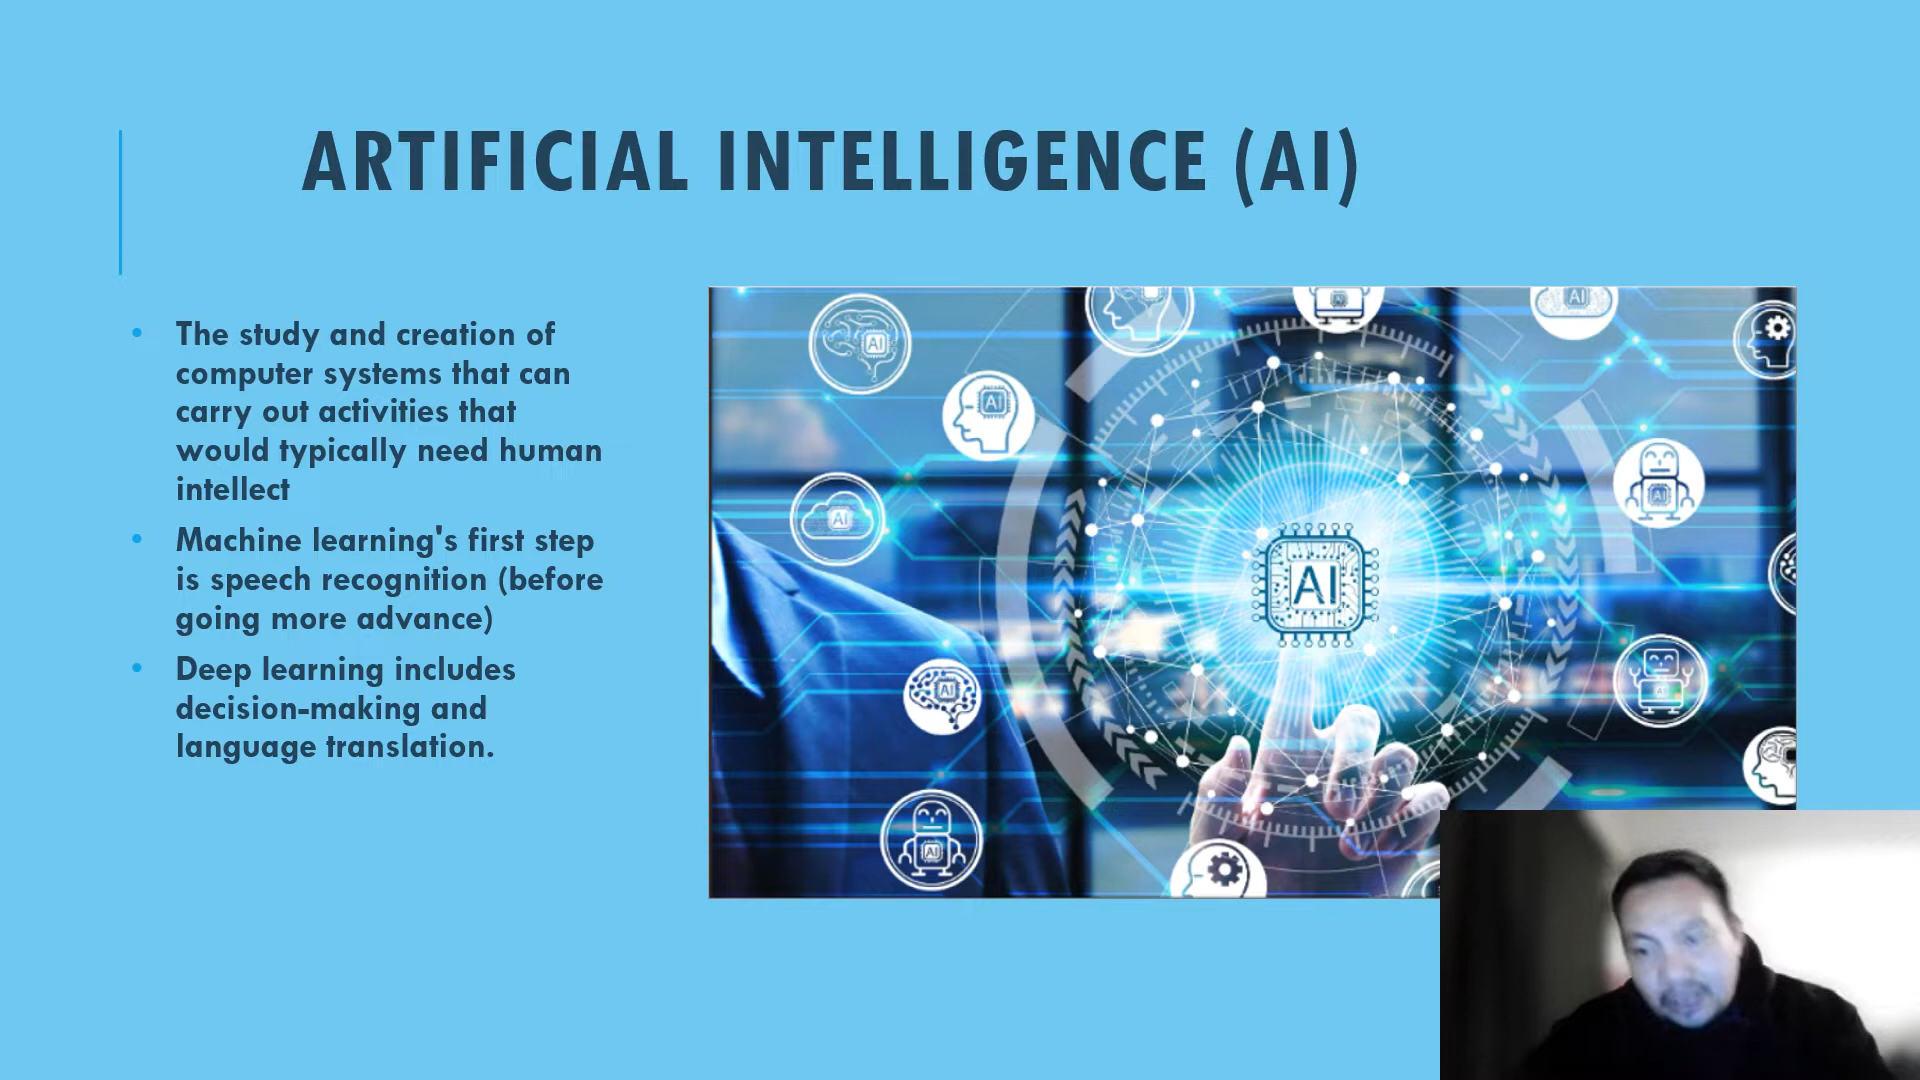 ARTIFICIAL INTELLIGENCE (AI)
The study and creation of
computer systems that can
carry out activities that
would typically need human
intellect
Machine learning's first step
is speech recognition (before
going more advance)
Deep learning includes
decision-making and
language translation.
AI
AI
AI
AI
AI
AI
AI
AI
AI